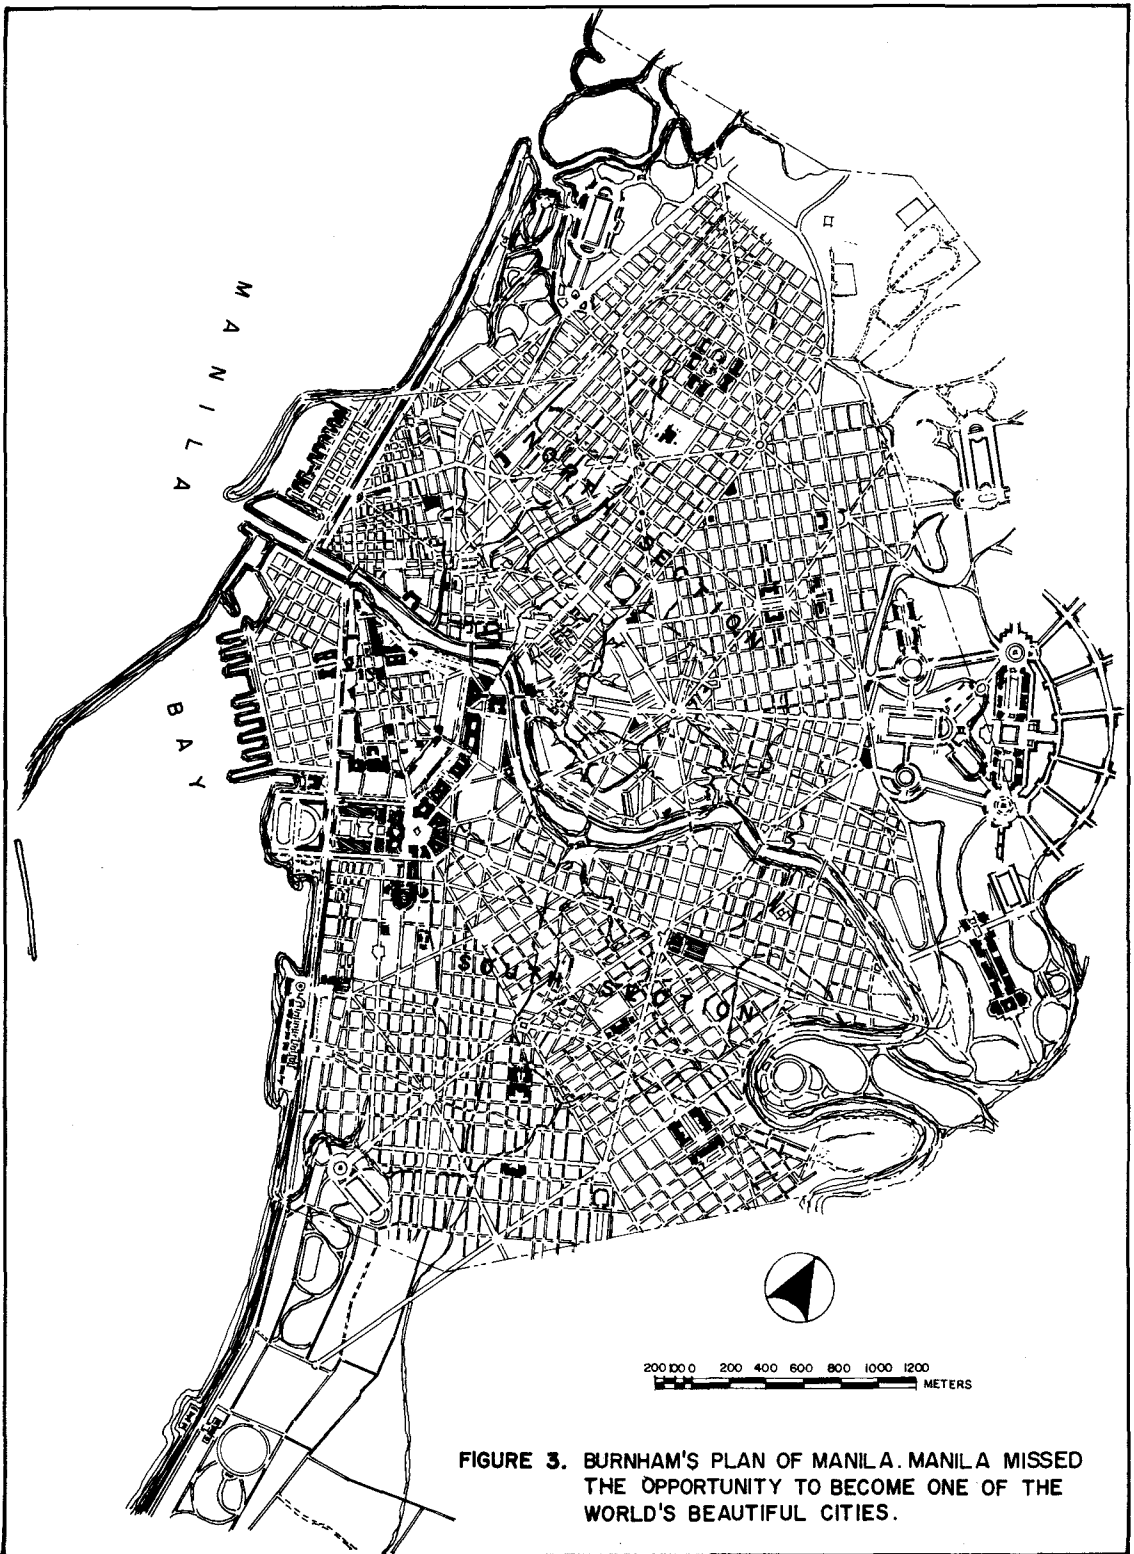 MANILA
BAY
NORTH SECTION
SOUTH SECTION
200 100 0 200 400 600 800 1000 1200
METERS
FIGURE 3. BURNHAM'S PLAN OF MANILA. MANILA MISSED
THE OPPORTUNITY TO BECOME ONE OF THE
WORLD'S BEAUTIFUL CITIES.